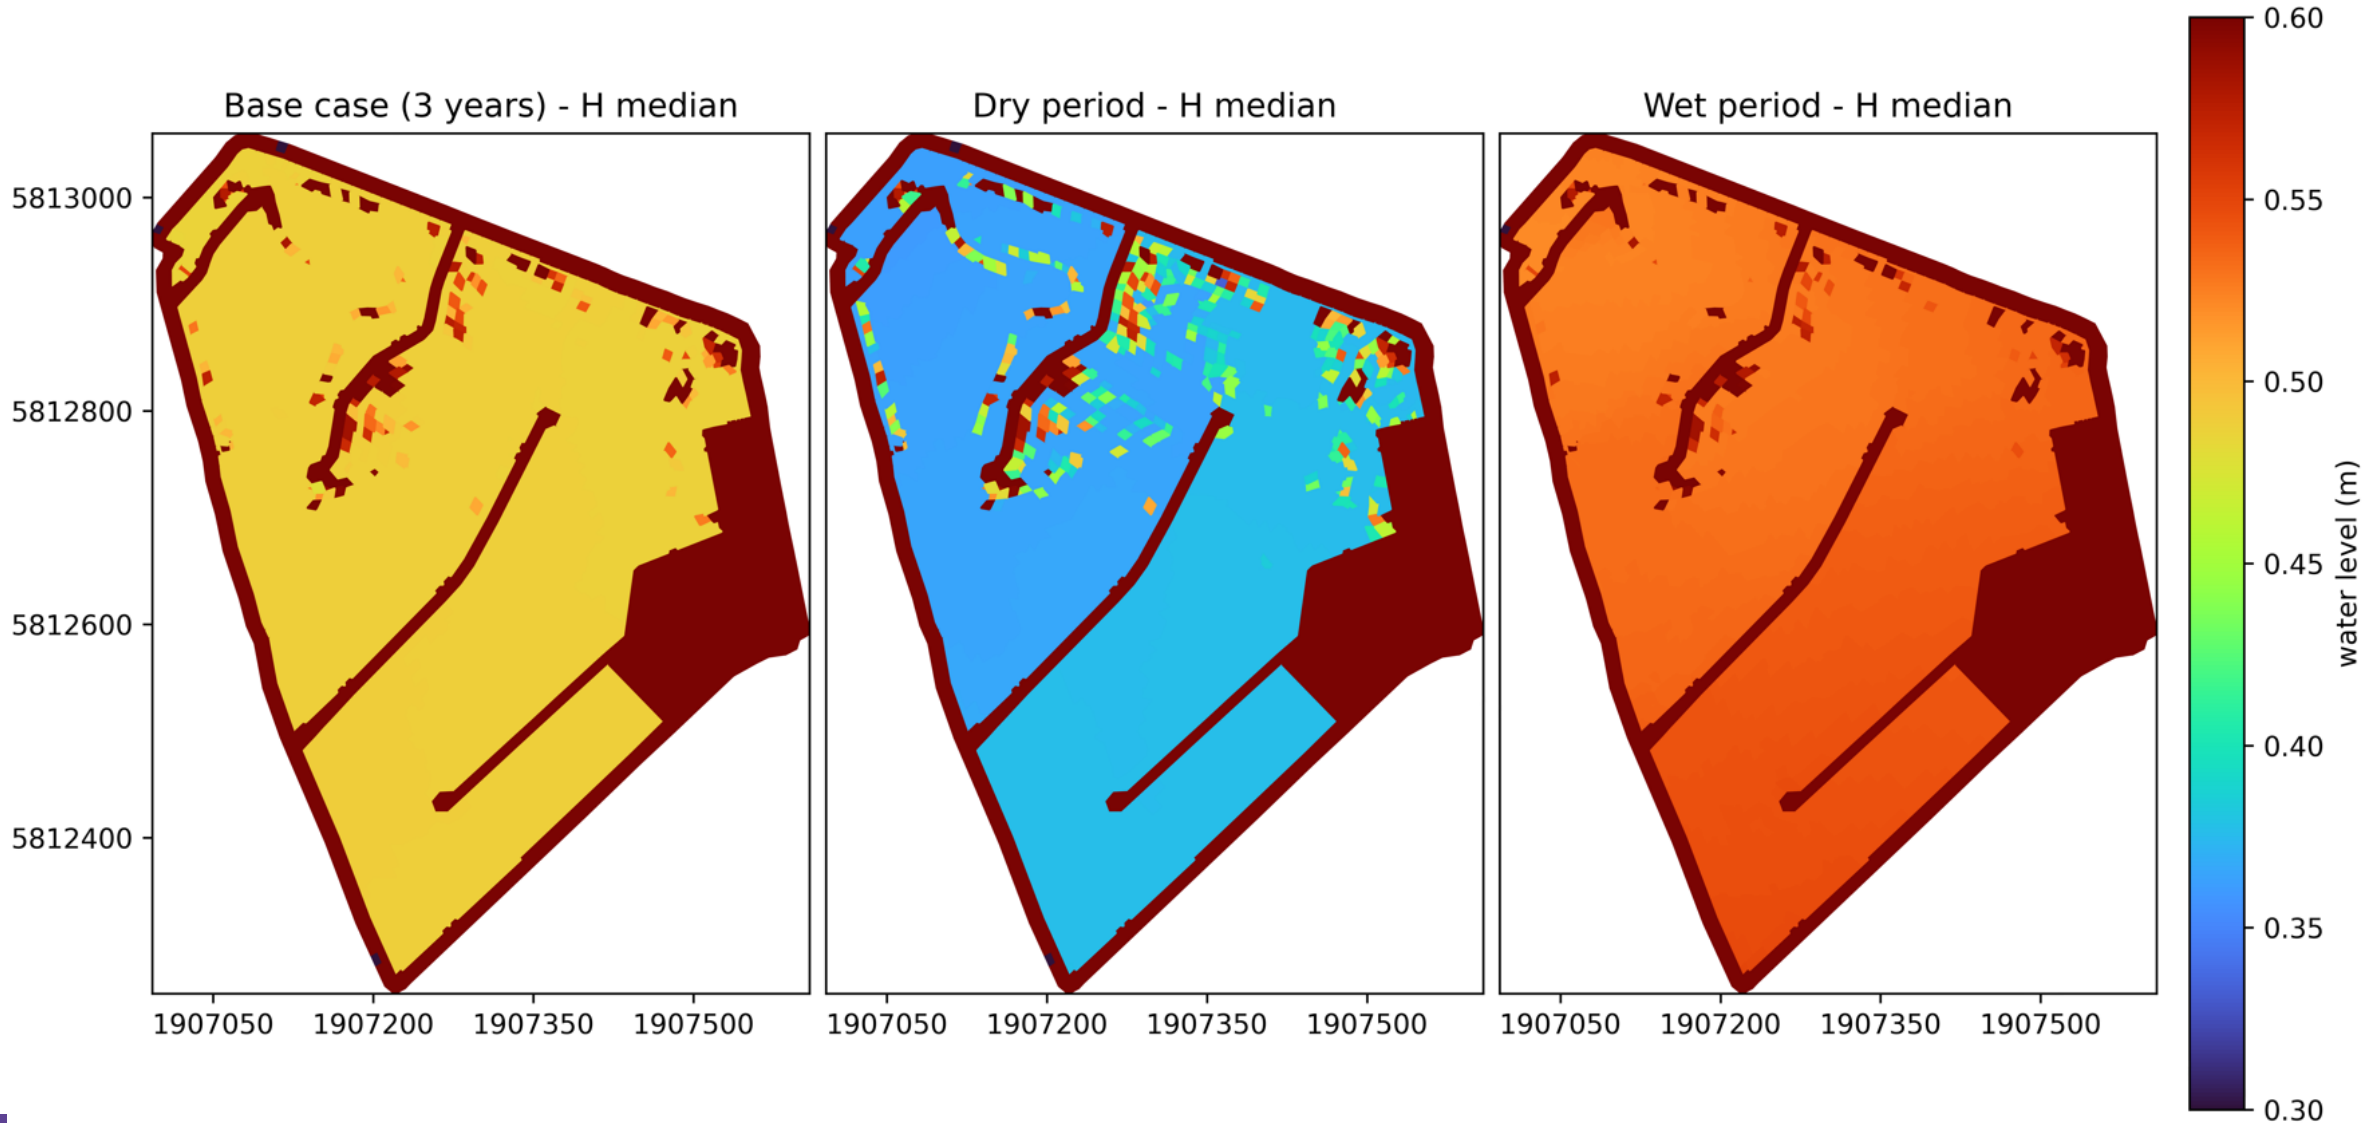 Base case (3 years) - H median
Dry period - H median
Wet period - H median
5813000
5812800
5812600
5812400
1907050 1907200 1907350 1907500
1907050 1907200 1907350 1907500
1907050 1907200 1907350 1907500
0.60
0.55
0.50
0.45
0.40
0.35
0.30
water level (m)